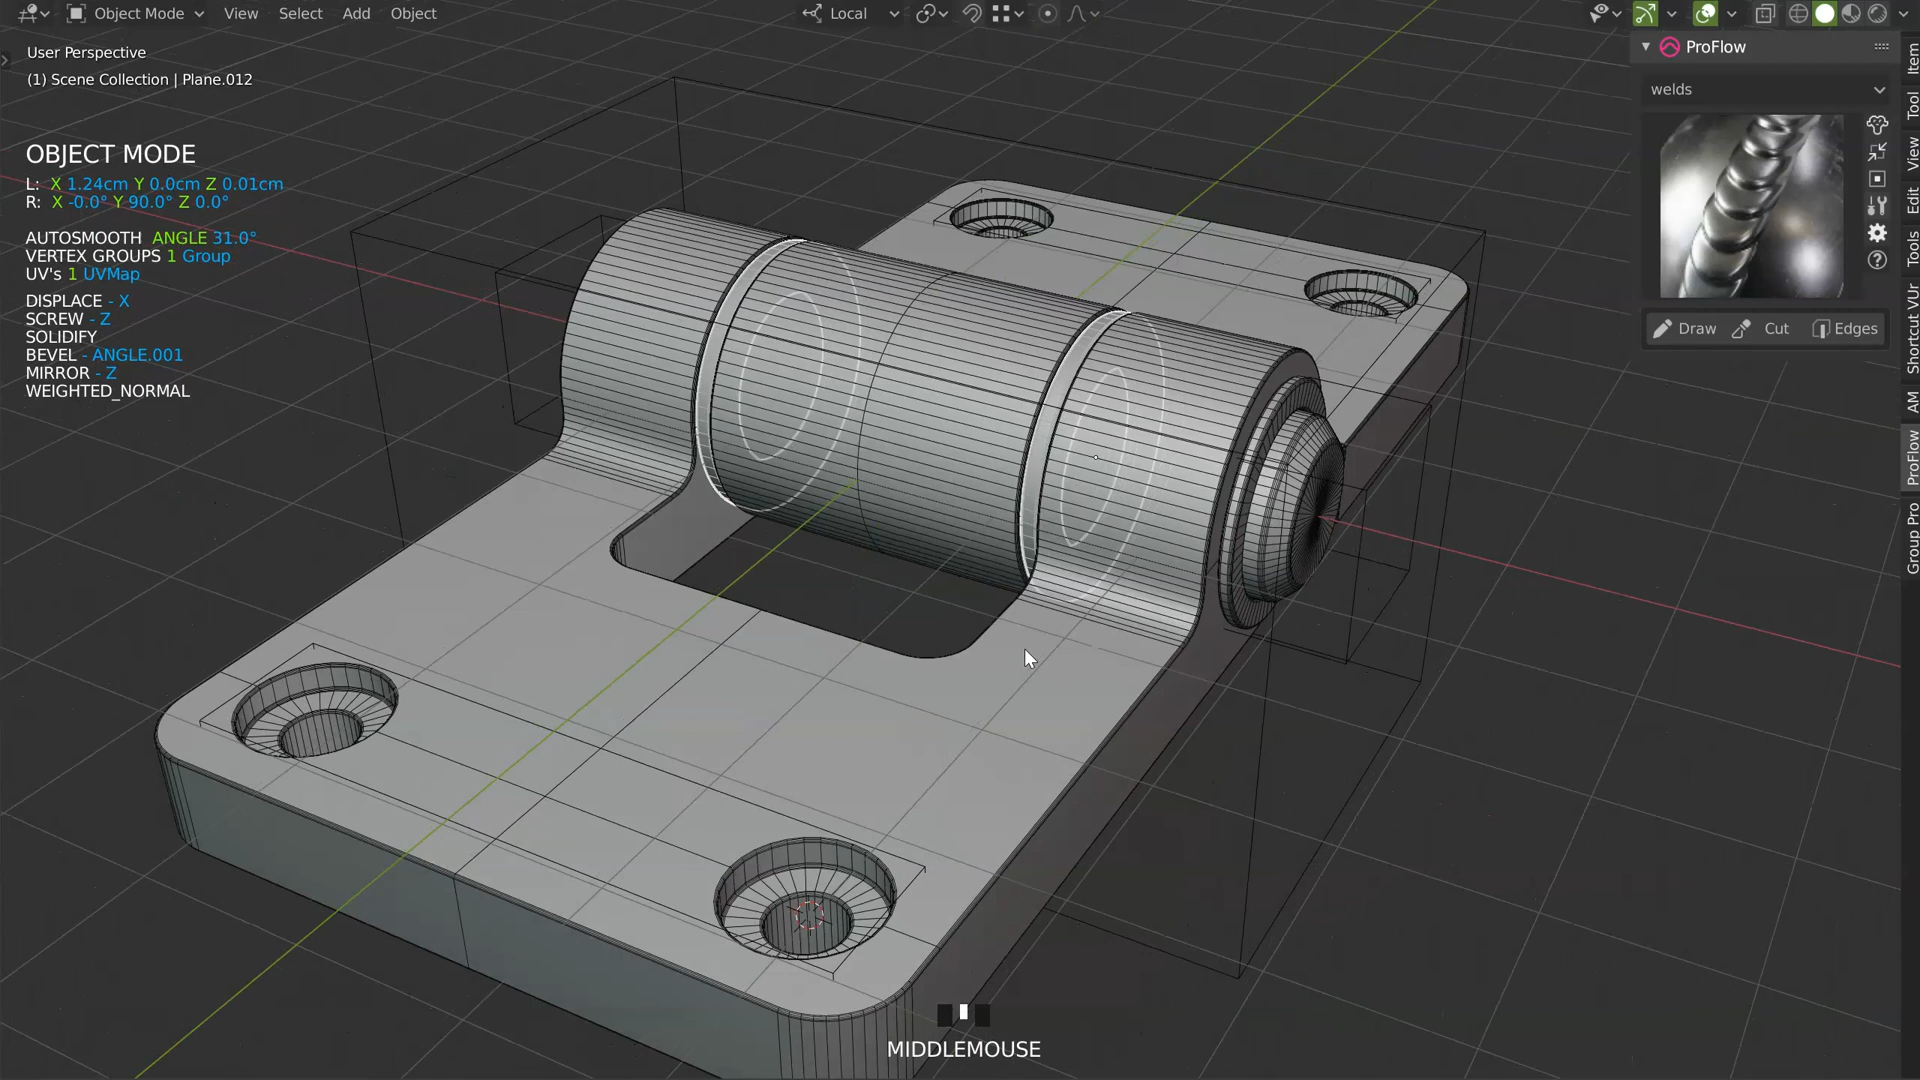 Object Mode View Select Add Object Local
User Perspective
(1) Scene Collection | Plane.012
OBJECT MODE
L: X 1.24cm Y 0.0cm Z 0.01cm
R: X -0.0° Y 90.0° Z 0.0°
AUTOSMOOTH ANGLE 31.0°
VERTEX GROUPS 1 Group
UV's 1 UVMap
DISPLACE - X
SCREW - Z
SOLIDIFY
BEVEL - ANGLE.001
MIRROR - Z
WEIGHTED_NORMAL
ProFlow
welds
Draw Cut Edges
Item
Tool
View
Edit
Tools
Shortcut VUr
AM
ProFlow
Group Pro
MIDDLEMOUSE